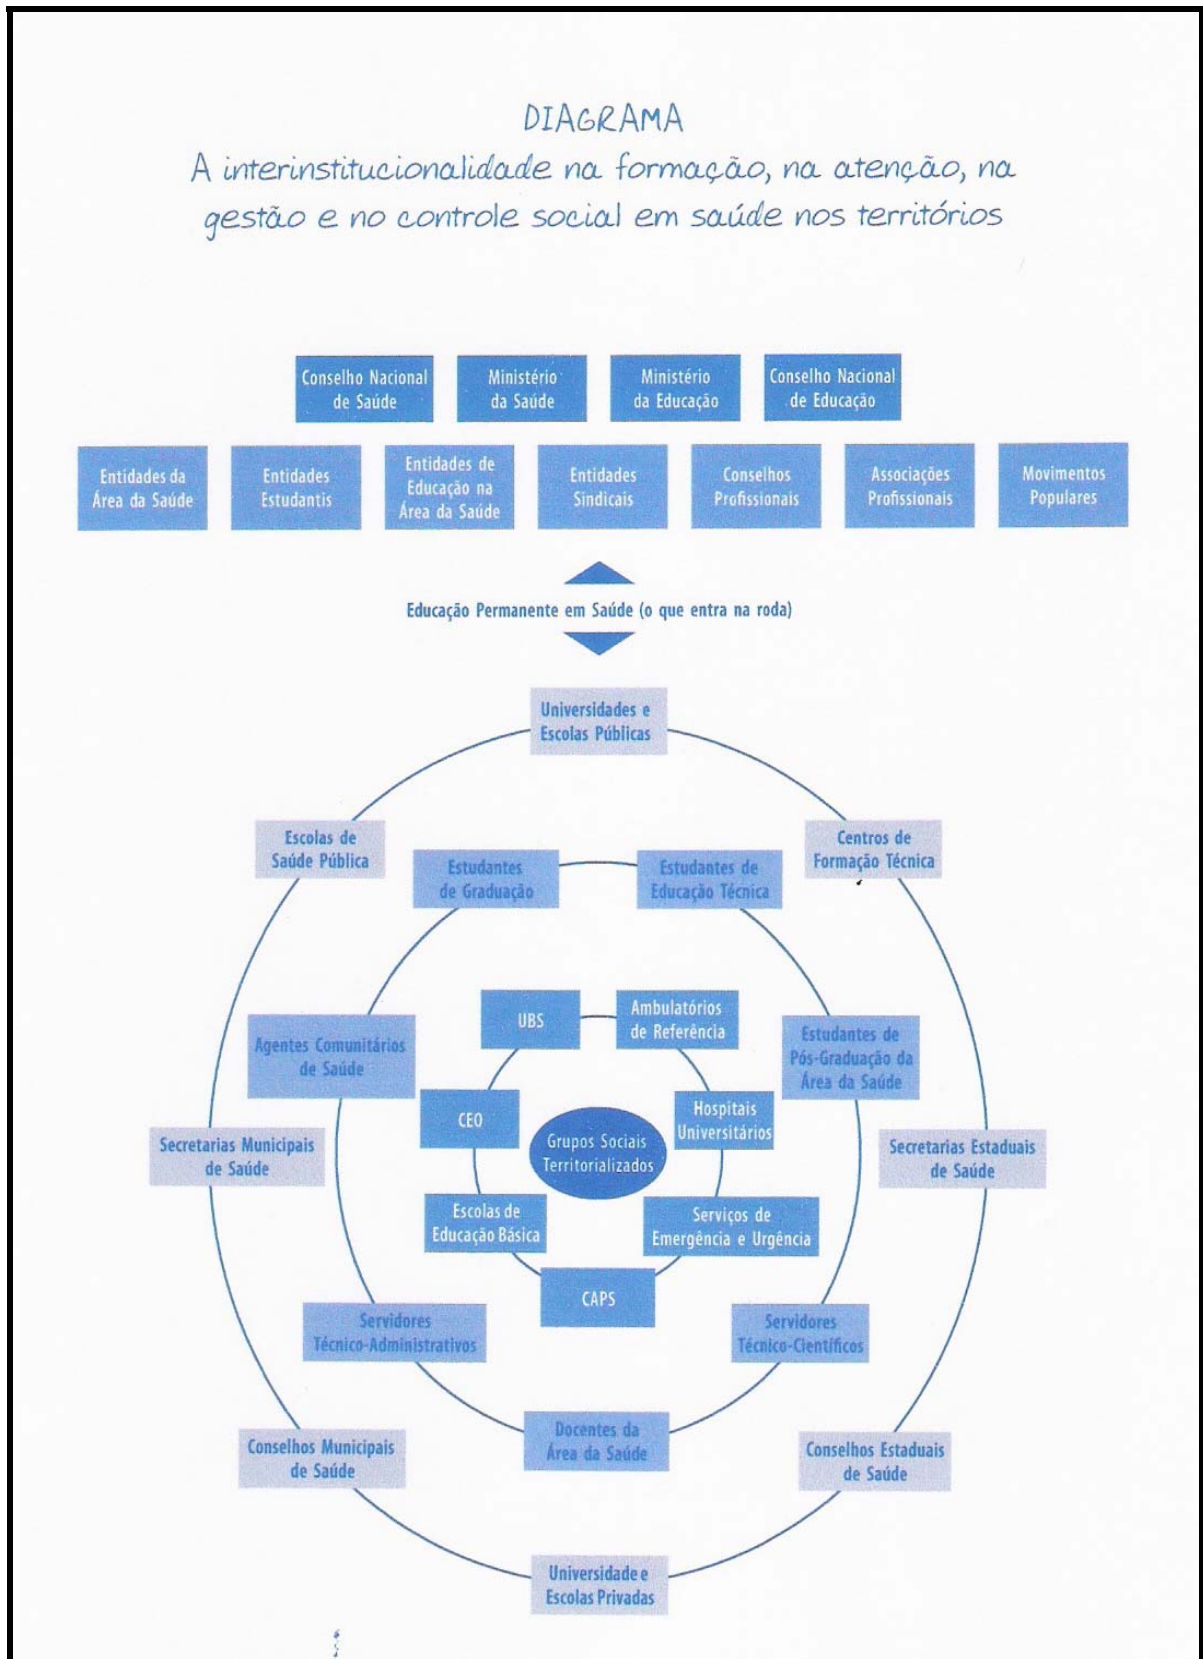 DIAGRAMA
A interinstitucionalidade na formação, na atenção, na
gestão e no controle social em saúde nos territórios
Conselho Nacional
de Saúde
Ministério
da Saúde
Ministério
da Educação
Conselho Nacional
de Educação
Entidades da
Área da Saúde
Entidades
Estudantis
Entidades de
Educação na
Área da Saúde
Entidades
Sindicais
Conselhos
Profissionais
Associações
Profissionais
Movimentos
Populares
Educação Permanente em Saúde (o que entra na roda)
Universidades e
Escolas Públicas
Escolas de
Saúde Pública
Centros de
Formação Técnica
Estudantes
de Graduação
Estudantes de
Educação Técnica
UBS
Ambulatórios
de Referência
Agentes Comunitários
de Saúde
Estudantes de
Pós-Graduação da
Área da Saúde
CEO
Hospitais
Universitários
Grupos Sociais
Territorializados
Secretarias Municipais
de Saúde
Secretarias Estaduais
de Saúde
Escolas de
Educação Básica
Serviços de
Emergência e Urgência
CAPS
Servidores
Técnico-Administrativos
Servidores
Técnico-Científicos
Docentes da
Área da Saúde
Conselhos Municipais
de Saúde
Conselhos Estaduais
de Saúde
Universidade e
Escolas Privadas